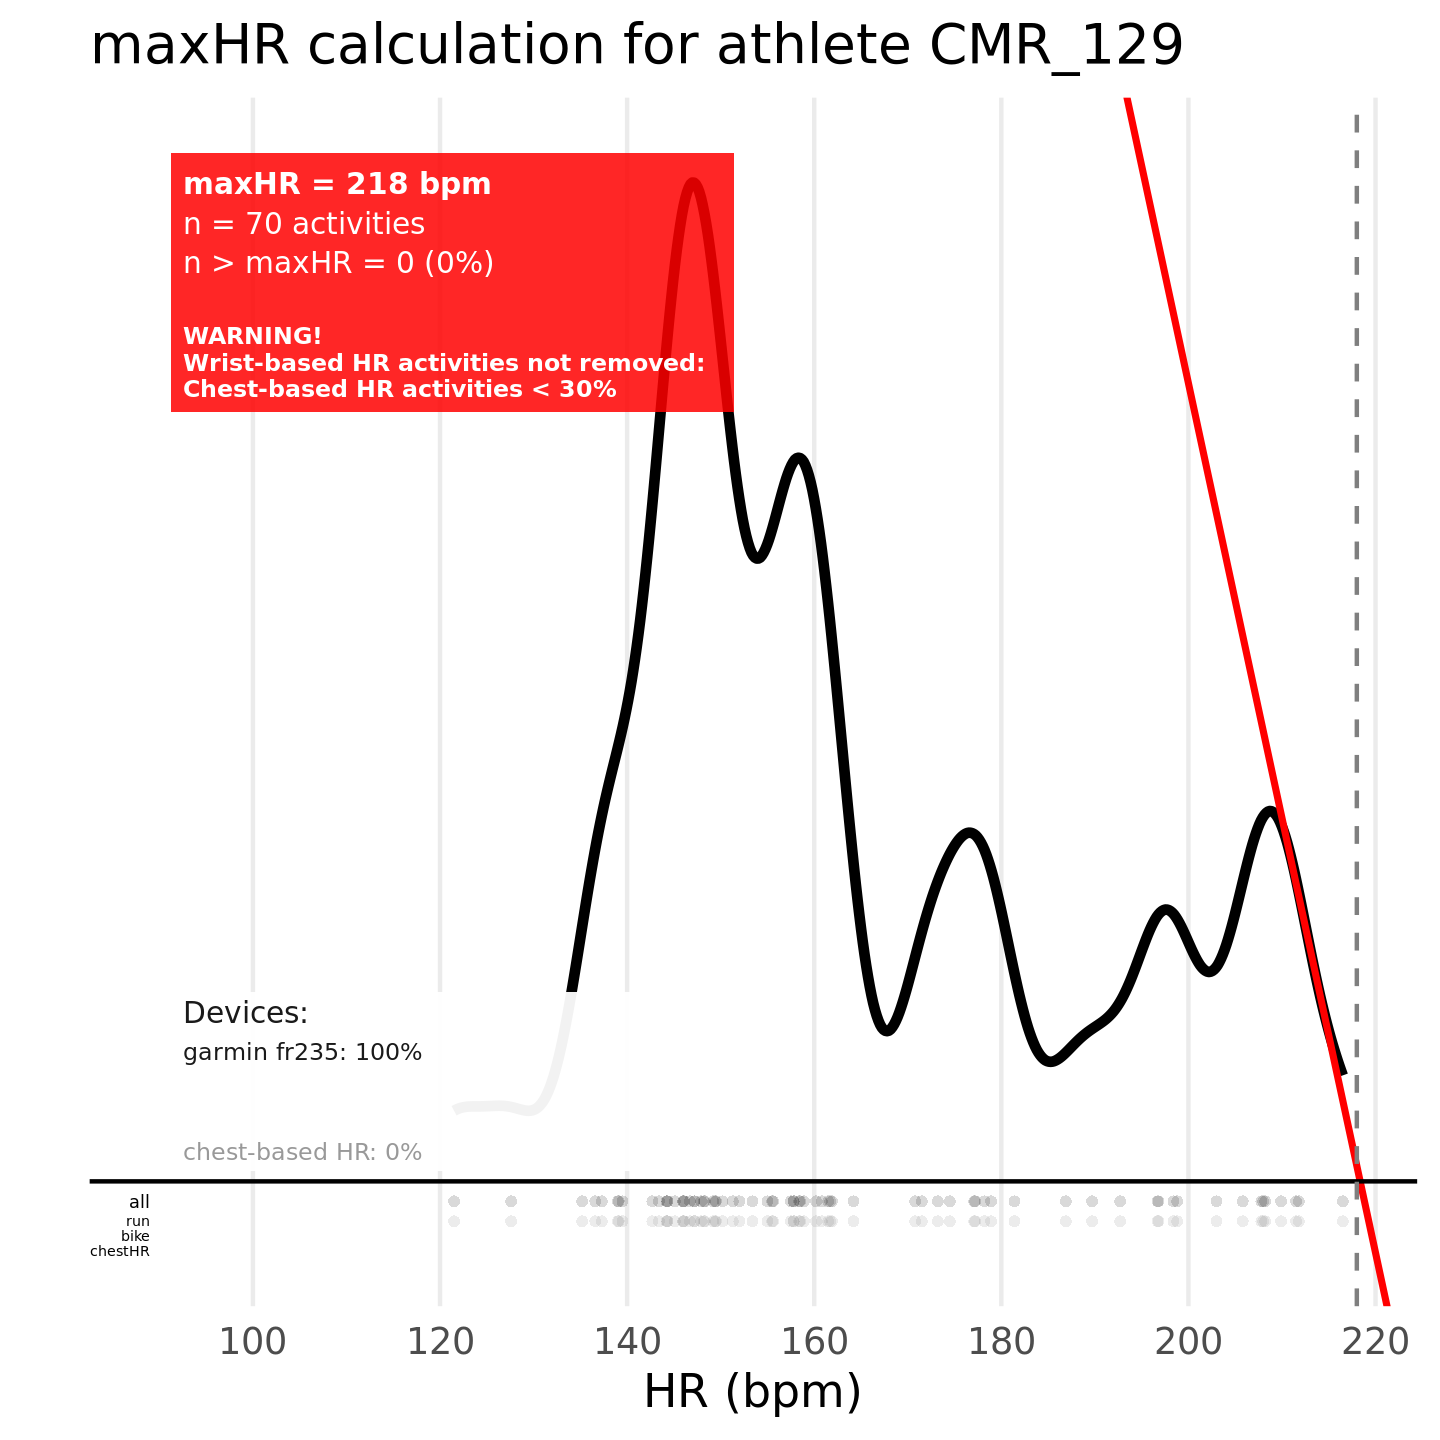 maxHR calculation for athlete CMR_129
maxHR = 218 bpm
n = 70 activities
n > maxHR = 0 (0%)
WARNING!
Wrist-based HR activities not removed:
Chest-based HR activities < 30%
Devices:
garmin fr235: 100%
chest-based HR: 0%
all
run
bike
chestHR
100 120 140 160 180 200 220
HR (bpm)